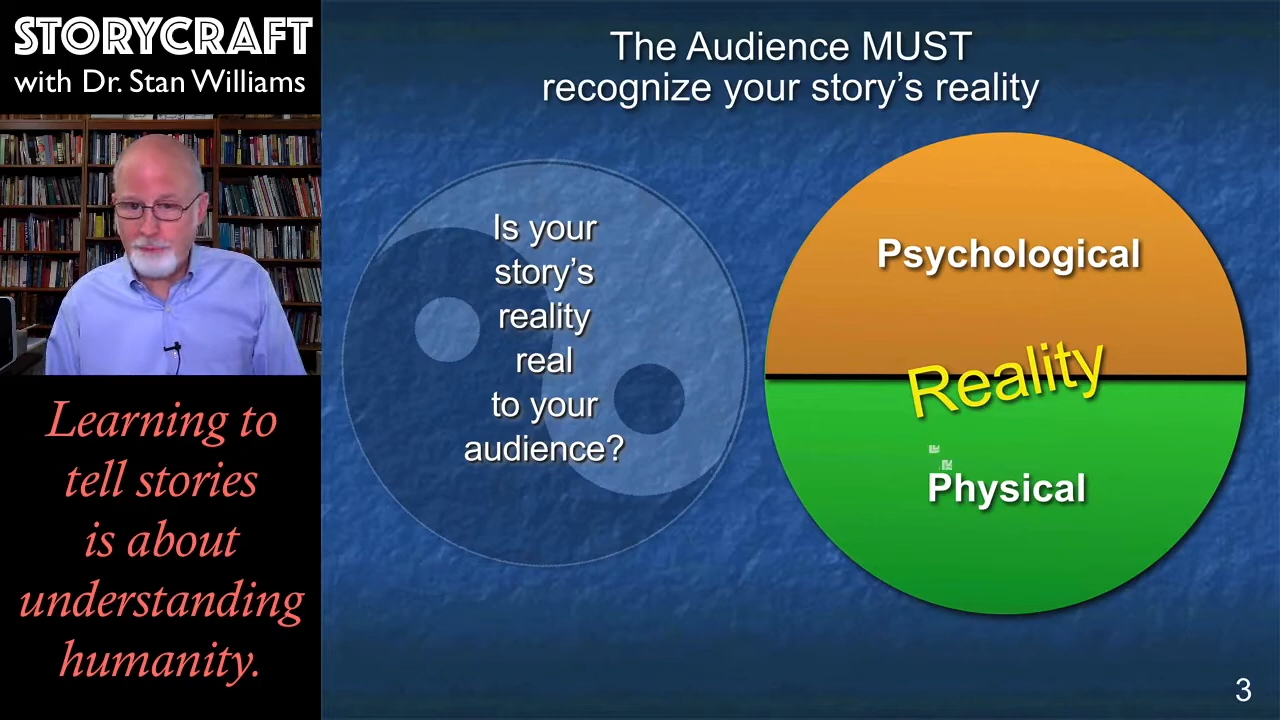 STORYCRAFT
with Dr. Stan Williams
Learning to
tell stories
is about
understanding
humanity.
The Audience MUST
recognize your story’s reality
Is your
story’s
reality
real
to your
audience?
Psychological
Reality
Physical
3